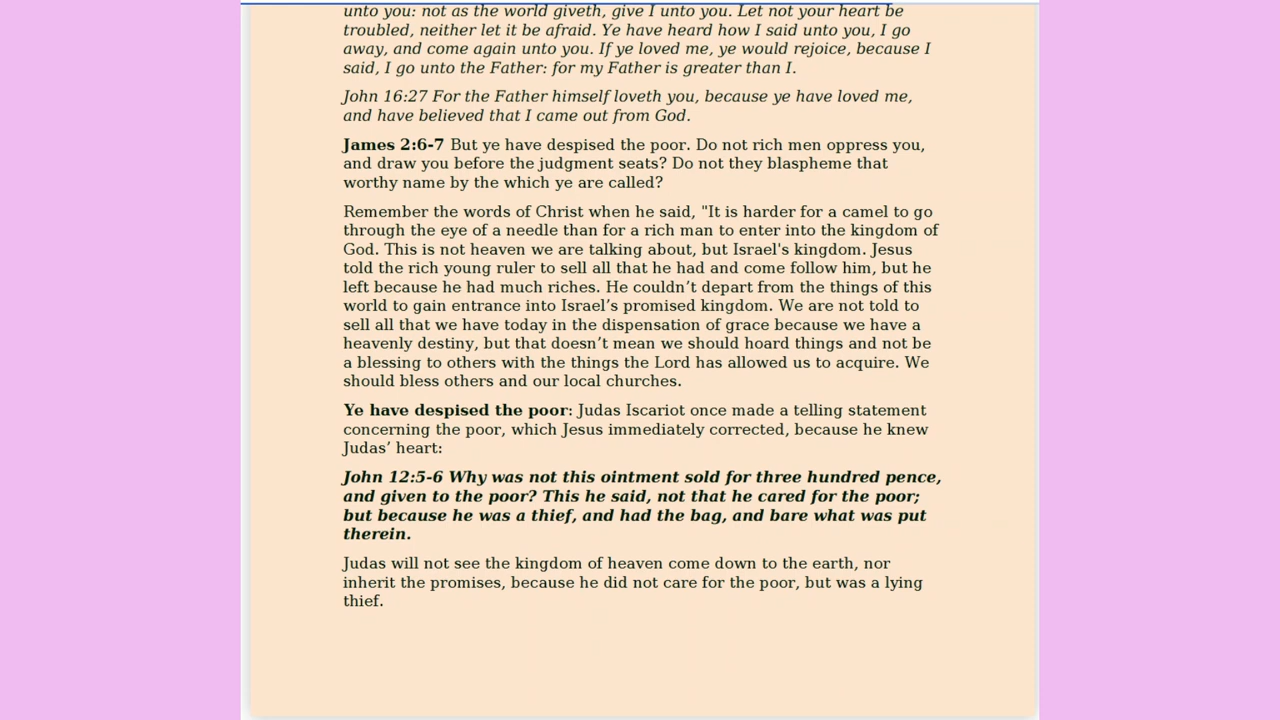 unto you: not as the world giveth, give I unto you. Let not your heart be
troubled, neither let it be afraid. Ye have heard how I said unto you, I go
away, and come again unto you. If ye loved me, ye would rejoice, because I
said, I go unto the Father: for my Father is greater than I.
John 16:27 For the Father himself loveth you, because ye have loved me,
and have believed that I came out from God.
James 2:6-7 But ye have despised the poor. Do not rich men oppress you,
and draw you before the judgment seats? Do not they blaspheme that
worthy name by the which ye are called?
Remember the words of Christ when he said, "It is harder for a camel to go
through the eye of a needle than for a rich man to enter into the kingdom of
God. This is not heaven we are talking about, but Israel's kingdom. Jesus
told the rich young ruler to sell all that he had and come follow him, but he
left because he had much riches. He couldn’t depart from the things of this
world to gain entrance into Israel’s promised kingdom. We are not told to
sell all that we have today in the dispensation of grace because we have a
heavenly destiny, but that doesn’t mean we should hoard things and not be
a blessing to others with the things the Lord has allowed us to acquire. We
should bless others and our local churches.
Ye have despised the poor: Judas Iscariot once made a telling statement
concerning the poor, which Jesus immediately corrected, because he knew
Judas’ heart:
John 12:5-6 Why was not this ointment sold for three hundred pence,
and given to the poor? This he said, not that he cared for the poor;
but because he was a thief, and had the bag, and bare what was put
therein.
Judas will not see the kingdom of heaven come down to the earth, nor
inherit the promises, because he did not care for the poor, but was a lying
thief.